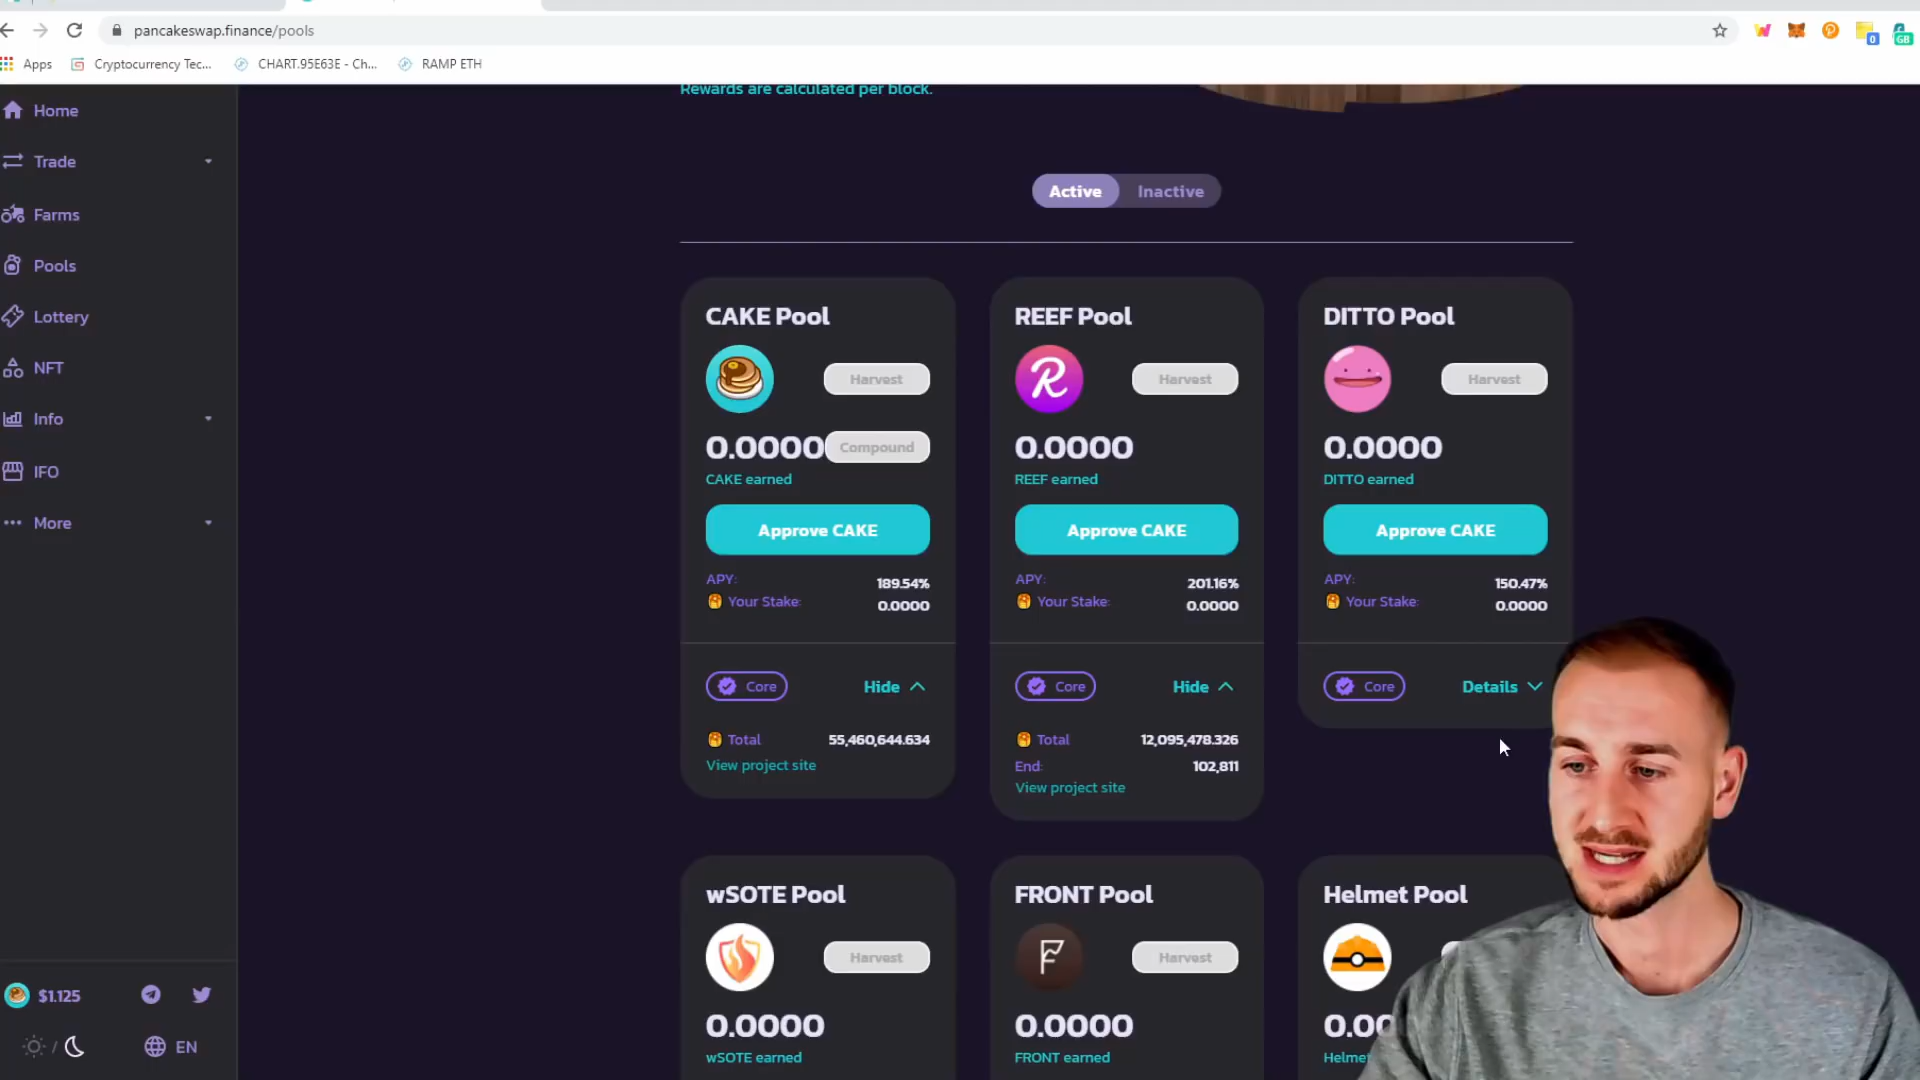 pancakeswap.finance/pools
Apps
Cryptocurrency Tec...
CHART.95E63E - Ch...
RAMP ETH
0
GB
Home
Trade
Farms
Pools
Lottery
NFT
Info
IFO
More
$1.125
EN
Rewards are calculated per block.
Active Inactive
CAKE Pool
Harvest
0.0000 Compound
CAKE earned
Approve CAKE
APY: 189.54%
Your Stake: 0.0000
Core Hide
Total 55,460,644.634
View project site
REEF Pool
Harvest
0.0000
REEF earned
Approve CAKE
APY: 201.16%
Your Stake: 0.0000
Core Hide
Total 12,095,478.326
End: 102,811
View project site
DITTO Pool
Harvest
0.0000
DITTO earned
Approve CAKE
APY: 150.47%
Your Stake: 0.0000
Core Details
wSOTE Pool
Harvest
0.0000
wSOTE earned
FRONT Pool
Harvest
0.0000
FRONT earned
Helmet Pool
0.00
Helmet